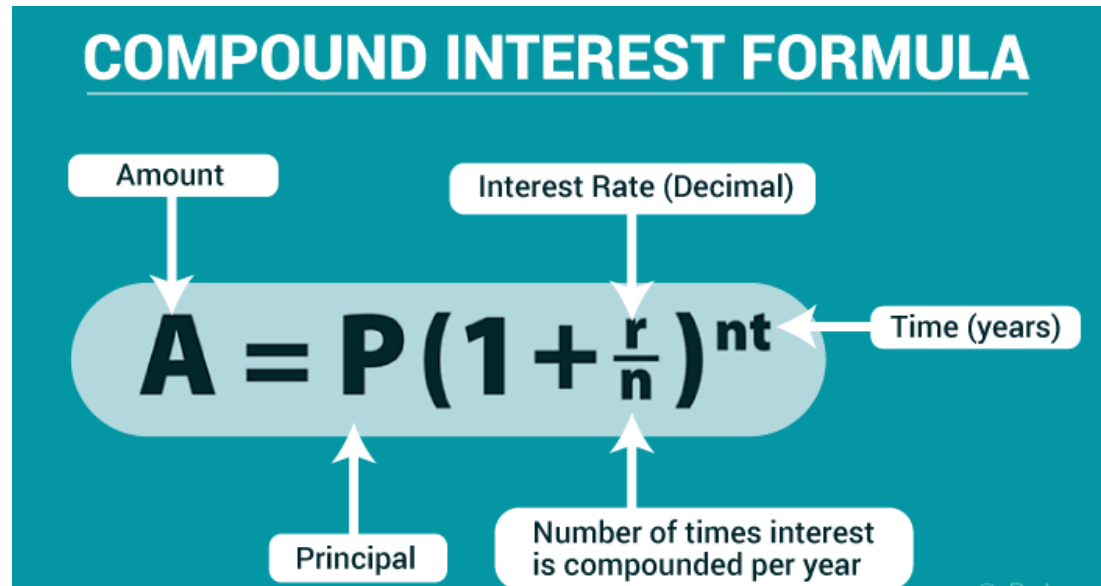 COMPOUND INTEREST FORMULA
Amount
Interest Rate (Decimal)
A = P(1 + r/n)^nt
Time (years)
Principal
Number of times interest
is compounded per year